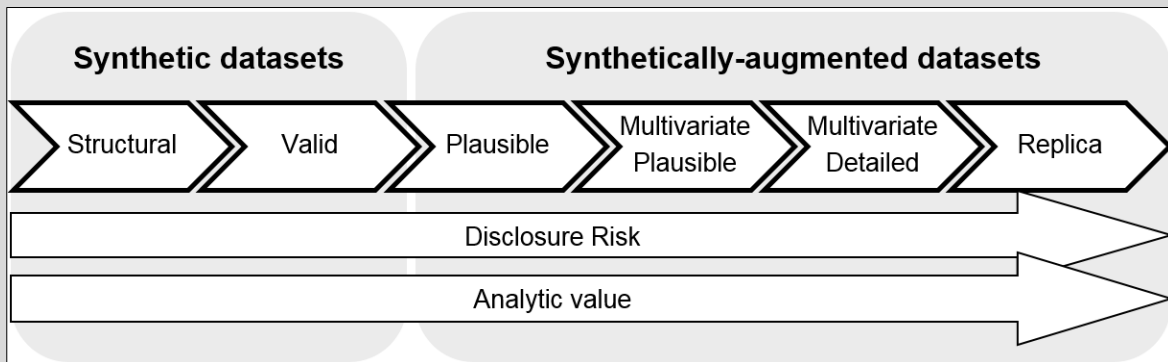 Synthetic datasets
Synthetically-augmented datasets
Structural
Valid
Plausible
Multivariate
Plausible
Multivariate
Detailed
Replica
Disclosure Risk
Analytic value